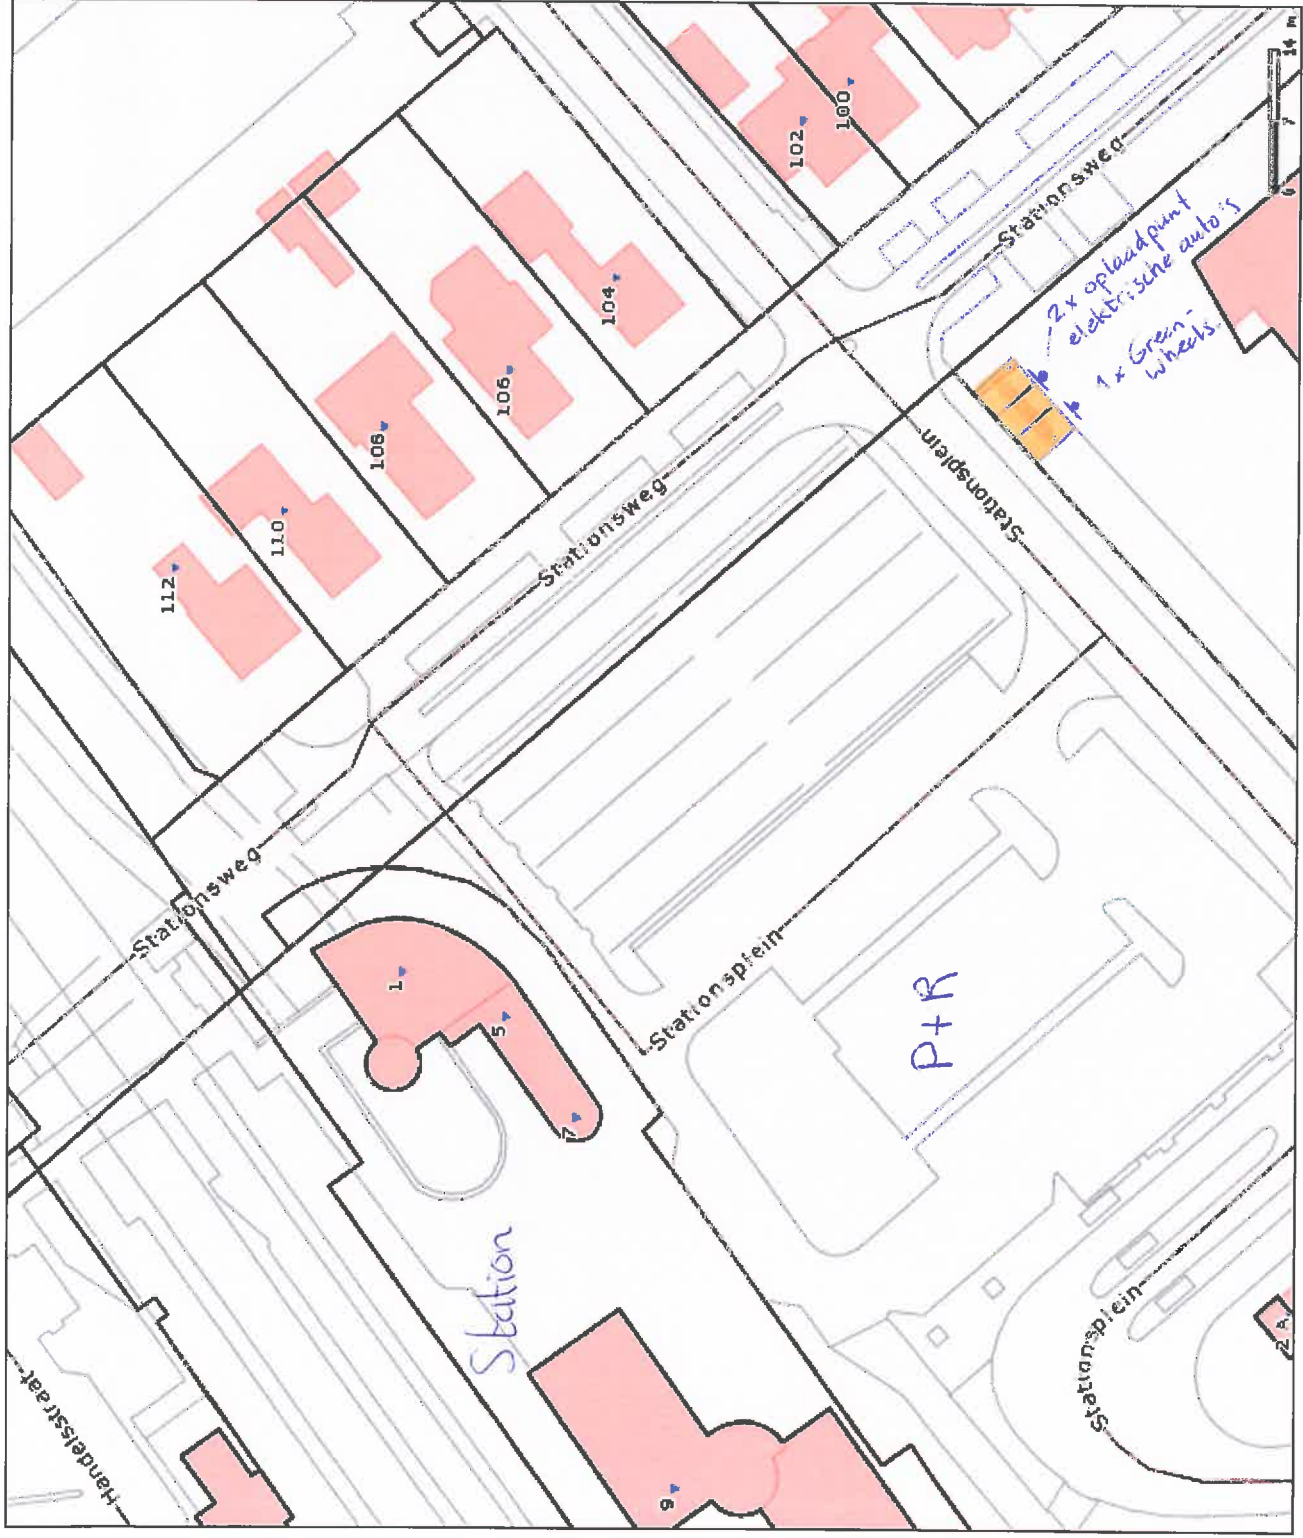 Handelsstraat
Stationsweg
Stationsweg
Stationsweg
Stationsplein
Stationsplein
Stationsplein
112
110
108
106
104
102
100
1
5
7
9
2 A
Station
P+R
2x oplaadpunt
elektrische auto's
1x Green-
wheels.
0 7 14 m